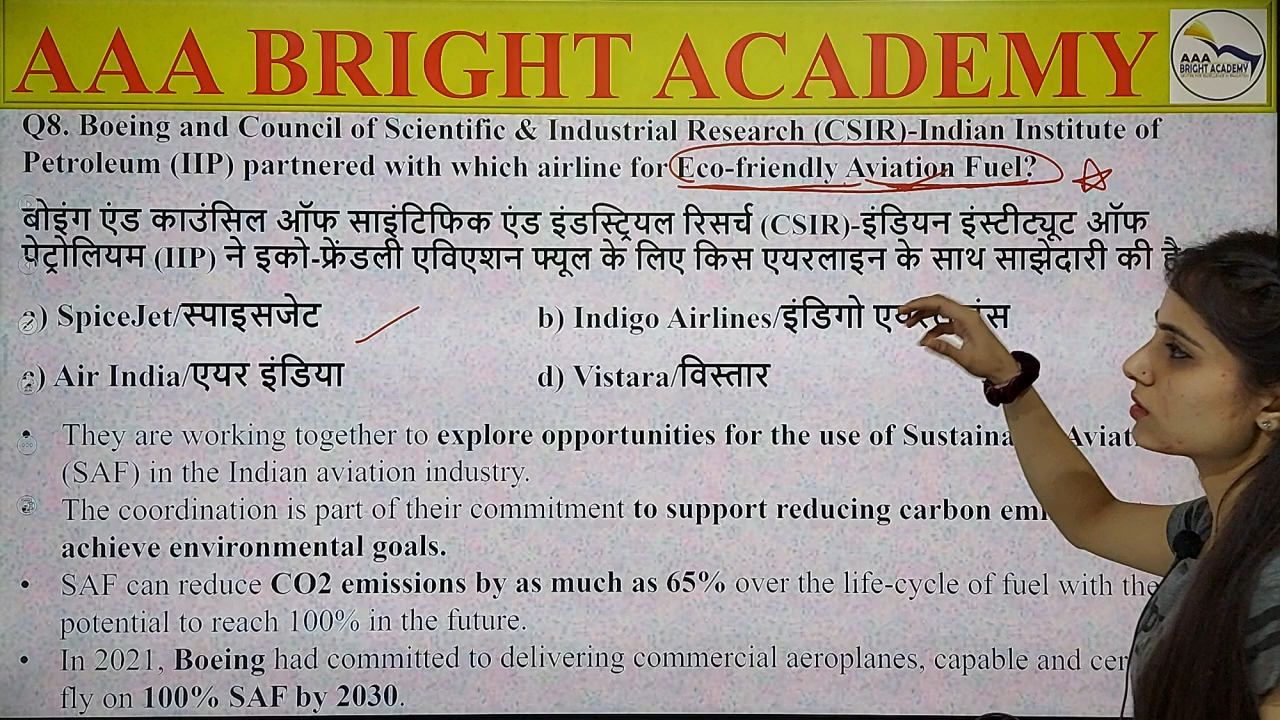 AAA BRIGHT ACADEMY
AAA
BRIGHT ACADEMY
Q8. Boeing and Council of Scientific & Industrial Research (CSIR)-Indian Institute of
Petroleum (IIP) partnered with which airline for Eco-friendly Aviation Fuel?
बोइंग एंड काउंसिल ऑफ साइंटिफिक एंड इंडस्ट्रियल रिसर्च (CSIR)-इंडियन इंस्टीट्यूट ऑफ
पेट्रोलियम (IIP) ने इको-फ्रेंडली एविएशन फ्यूल के लिए किस एयरलाइन के साथ साझेदारी की है
a) SpiceJet/स्पाइसजेट b) Indigo Airlines/इंडिगो
c) Air India/एयर इंडिया d) Vistara/विस्तार
• They are working together to explore opportunities for the use of
(SAF) in the Indian aviation industry.
• The coordination is part of their commitment to support reducing carbon
achieve environmental goals.
• SAF can reduce CO2 emissions by as much as 65% over the life-cycle of fuel with the
potential to reach 100% in the future.
• In 2021, Boeing had committed to delivering commercial aeroplanes, capable and
fly on 100% SAF by 2030.